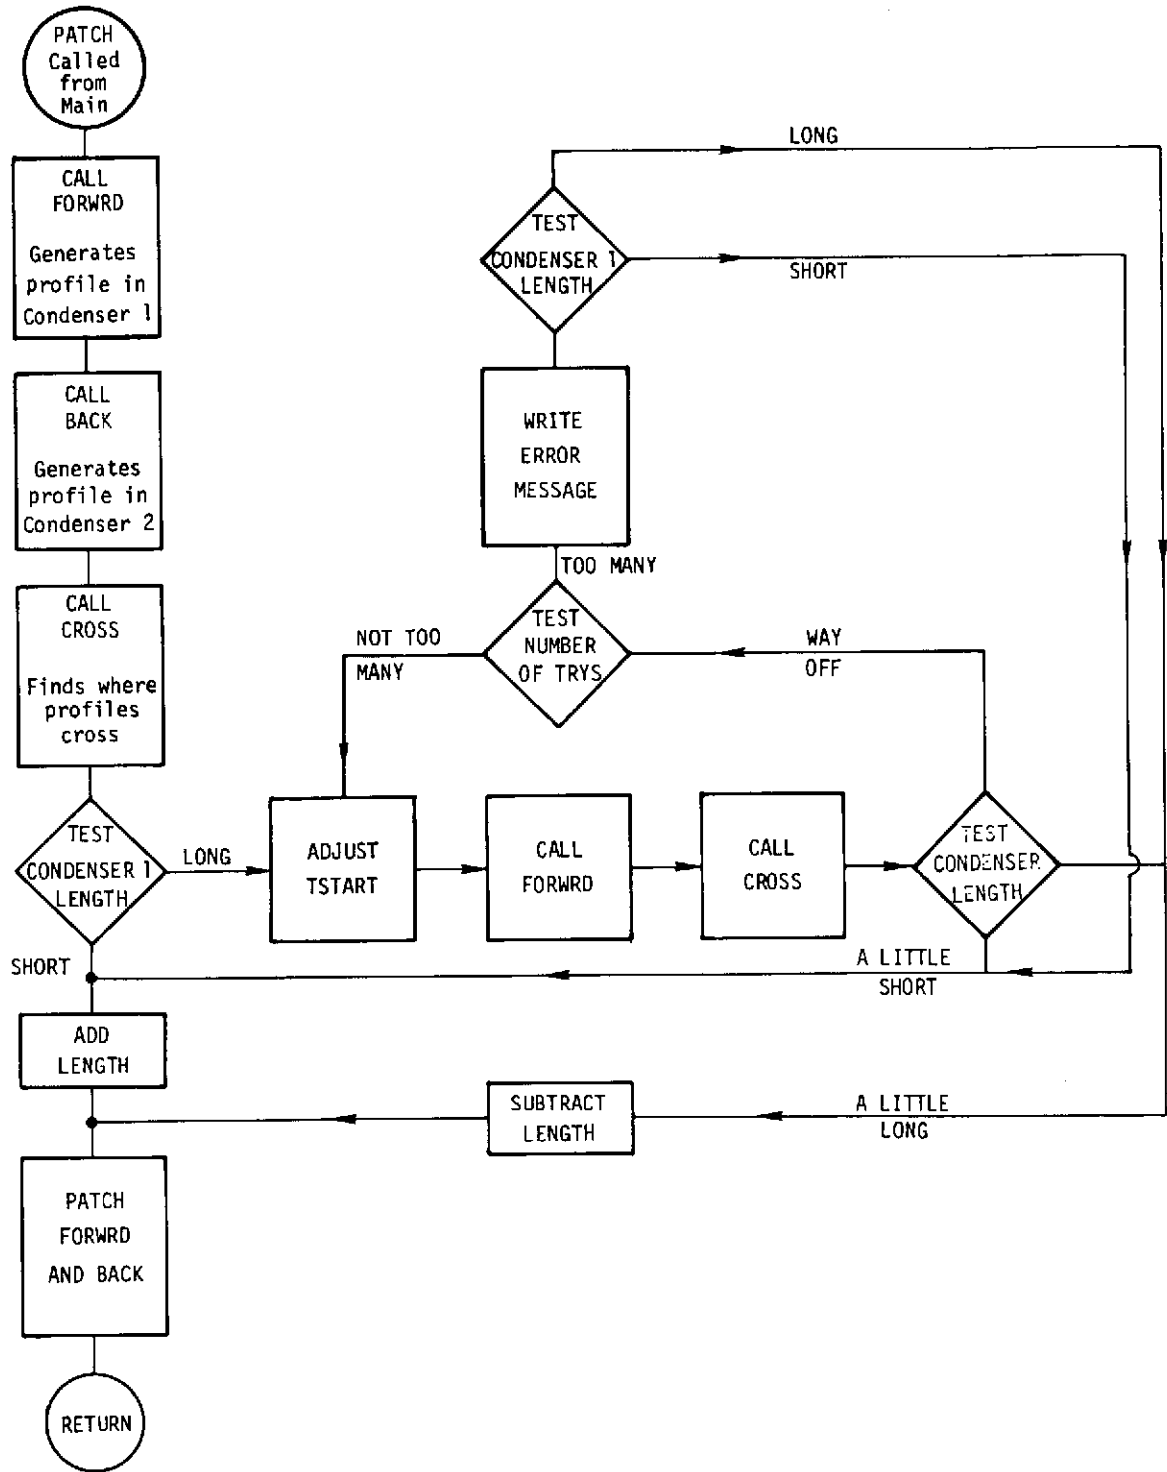 PATCH
Called
from
Main
CALL
FORWRD
Generates
profile in
Condenser 1
CALL
BACK
Generates
profile in
Condenser 2
CALL
CROSS
Finds where
profiles
cross
TEST
CONDENSER 1
LENGTH
LONG
SHORT
ADD
LENGTH
PATCH
FORWRD
AND BACK
RETURN
LONG
TEST
CONDENSER 1
LENGTH
SHORT
WRITE
ERROR
MESSAGE
TOO MANY
TEST
NUMBER
OF TRYS
NOT TOO
MANY
WAY
OFF
ADJUST
TSTART
CALL
FORWRD
CALL
CROSS
TEST
CONDENSER
LENGTH
A LITTLE
SHORT
SUBTRACT
LENGTH
A LITTLE
LONG